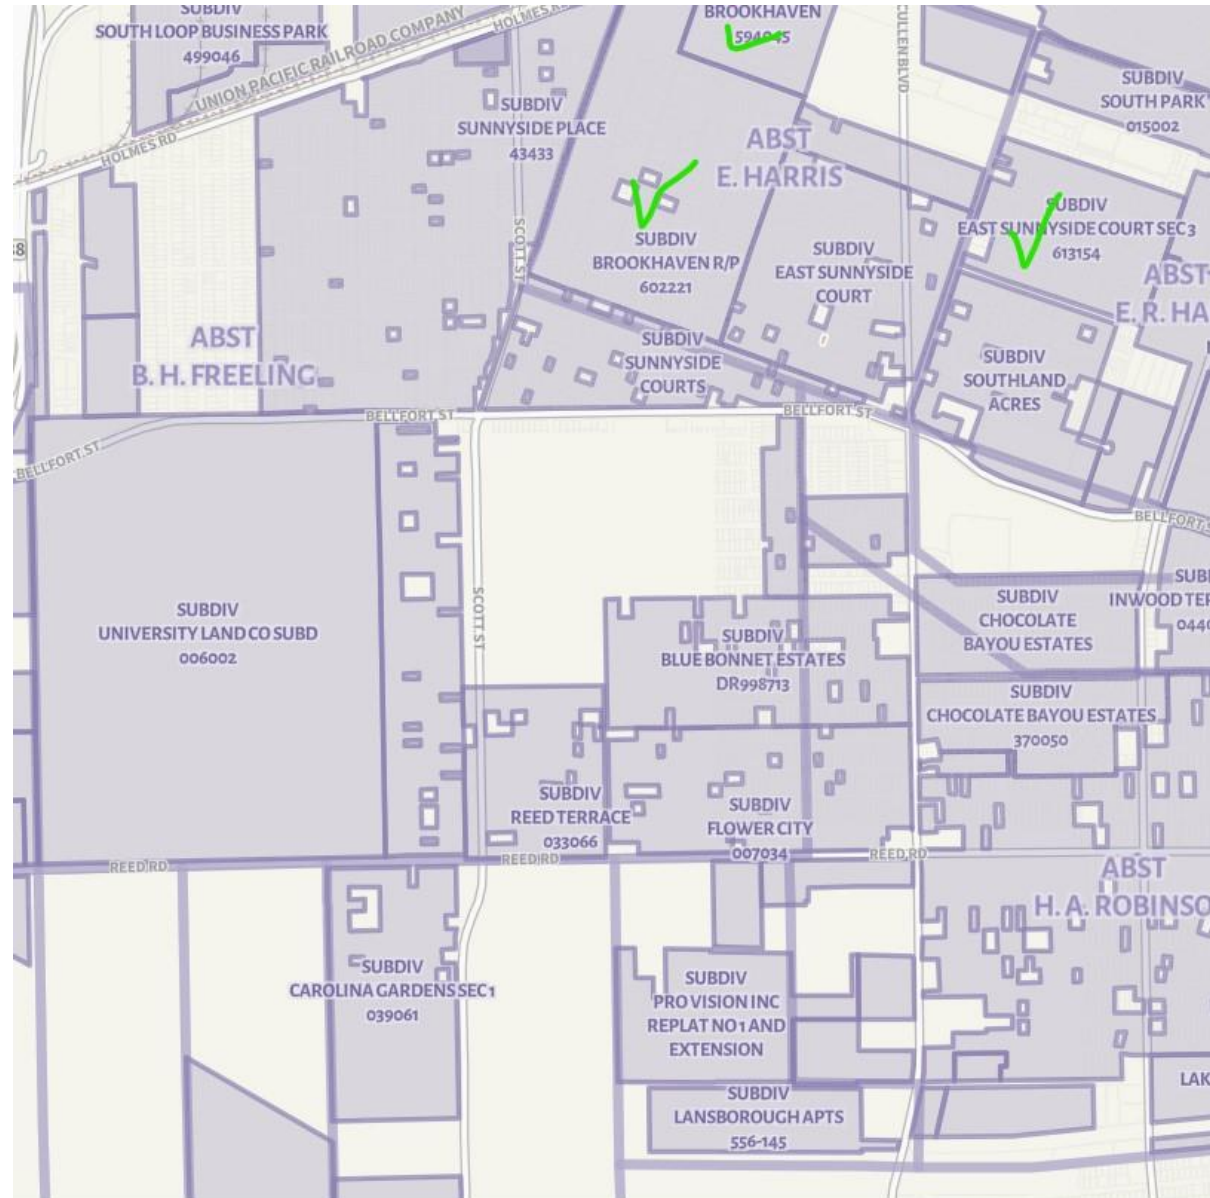 SUBDIV
SOUTH LOOP BUSINESS PARK
499046
UNION PACIFIC RAILROAD COMPANY
HOLMES RD
HOLMES
BROOKHAVEN
594045
CULLEN BLVD
SUBDIV
SOUTH PARK
015002
SUBDIV
SUNNYSIDE PLACE
43433
ABST
E. HARRIS
SUBDIV
EAST SUNNYSIDE COURT SEC 3
613154
SCOTT ST
SUBDIV
BROOKHAVEN R/P
602221
SUBDIV
EAST SUNNYSIDE
COURT
ABST
E. R. HA
ABST
B. H. FREELING
SUBDIV
SUNNYSIDE
COURTS
SUBDIV
SOUTHLAND
ACRES
BELLFORT ST
BELLFORT ST
BELLFORT ST
BELLFORT
SUBDIV
UNIVERSITY LAND CO SUBD
006002
SCOTT ST
SUBDIV
CHOCOLATE
BAYOU ESTATES
SUBD
INWOOD TER
044
SUBDIV
BLUE BONNET ESTATES
DR998713
SUBDIV
CHOCOLATE BAYOU ESTATES
370050
SUBDIV
REED TERRACE
033066
SUBDIV
FLOWER CITY
007034
REED RD
REED RD
REED RD
ABST
H. A. ROBINSO
SUBDIV
CAROLINA GARDENS SEC 1
039061
SUBDIV
PRO VISION INC
REPLAT NO 1 AND
EXTENSION
LAK
SUBDIV
LANSBOROUGH APTS
556-145